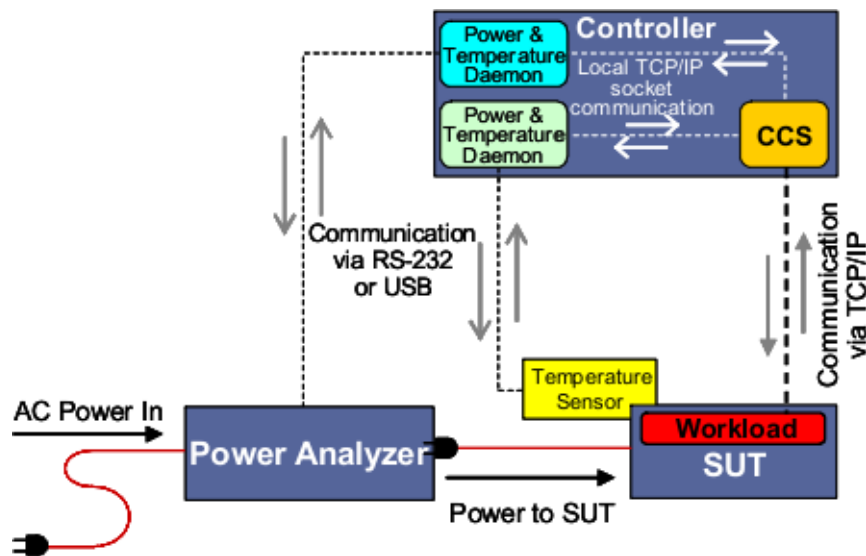 Controller
Power &
Temperature
Daemon
Local TCP/IP
socket
communication
Power &
Temperature
Daemon
CCS
Communication
via RS-232
or USB
Communication
via TCP/IP
Temperature
Sensor
AC Power In
Power Analyzer
Workload
SUT
Power to SUT